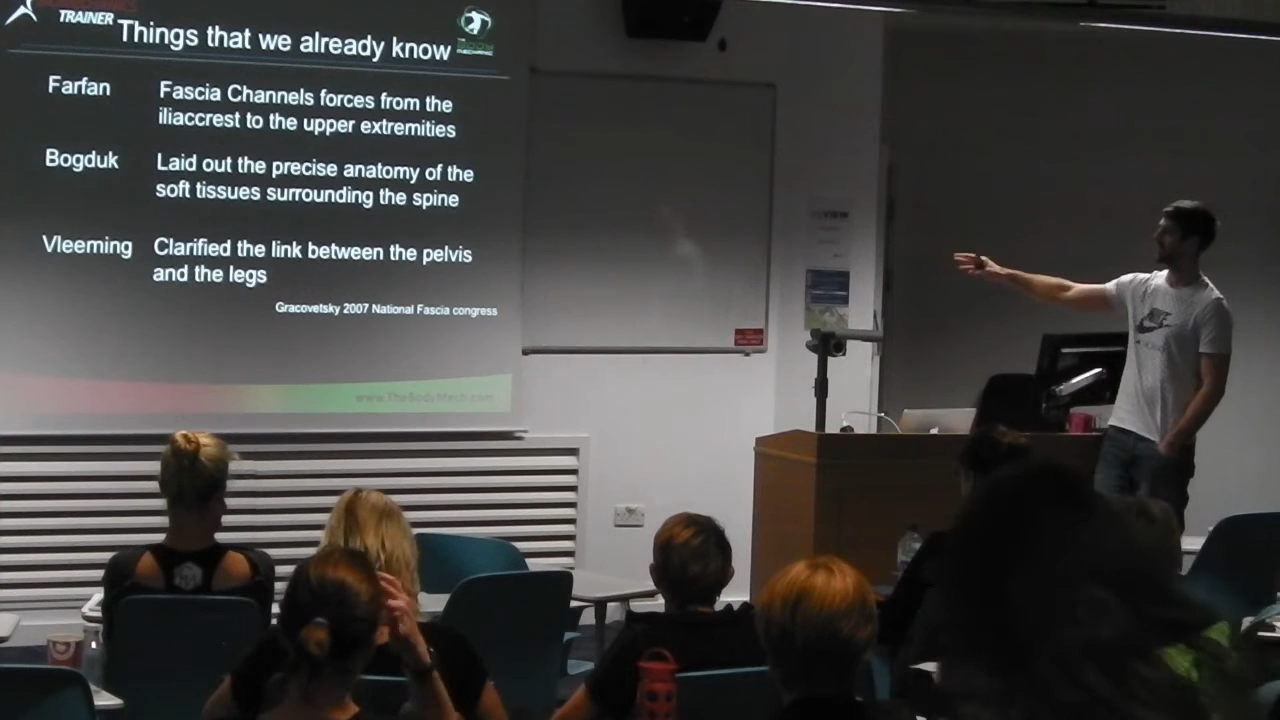 TRAINER
Things that we already know
Farfan
Fascia Channels forces from the
iliaccrest to the upper extremities
Bogduk
Laid out the precise anatomy of the
soft tissues surrounding the spine
Vleeming
Clarified the link between the pelvis
and the legs
Gracovetsky 2007 National Fascia congress
www.TheBodyMech.com